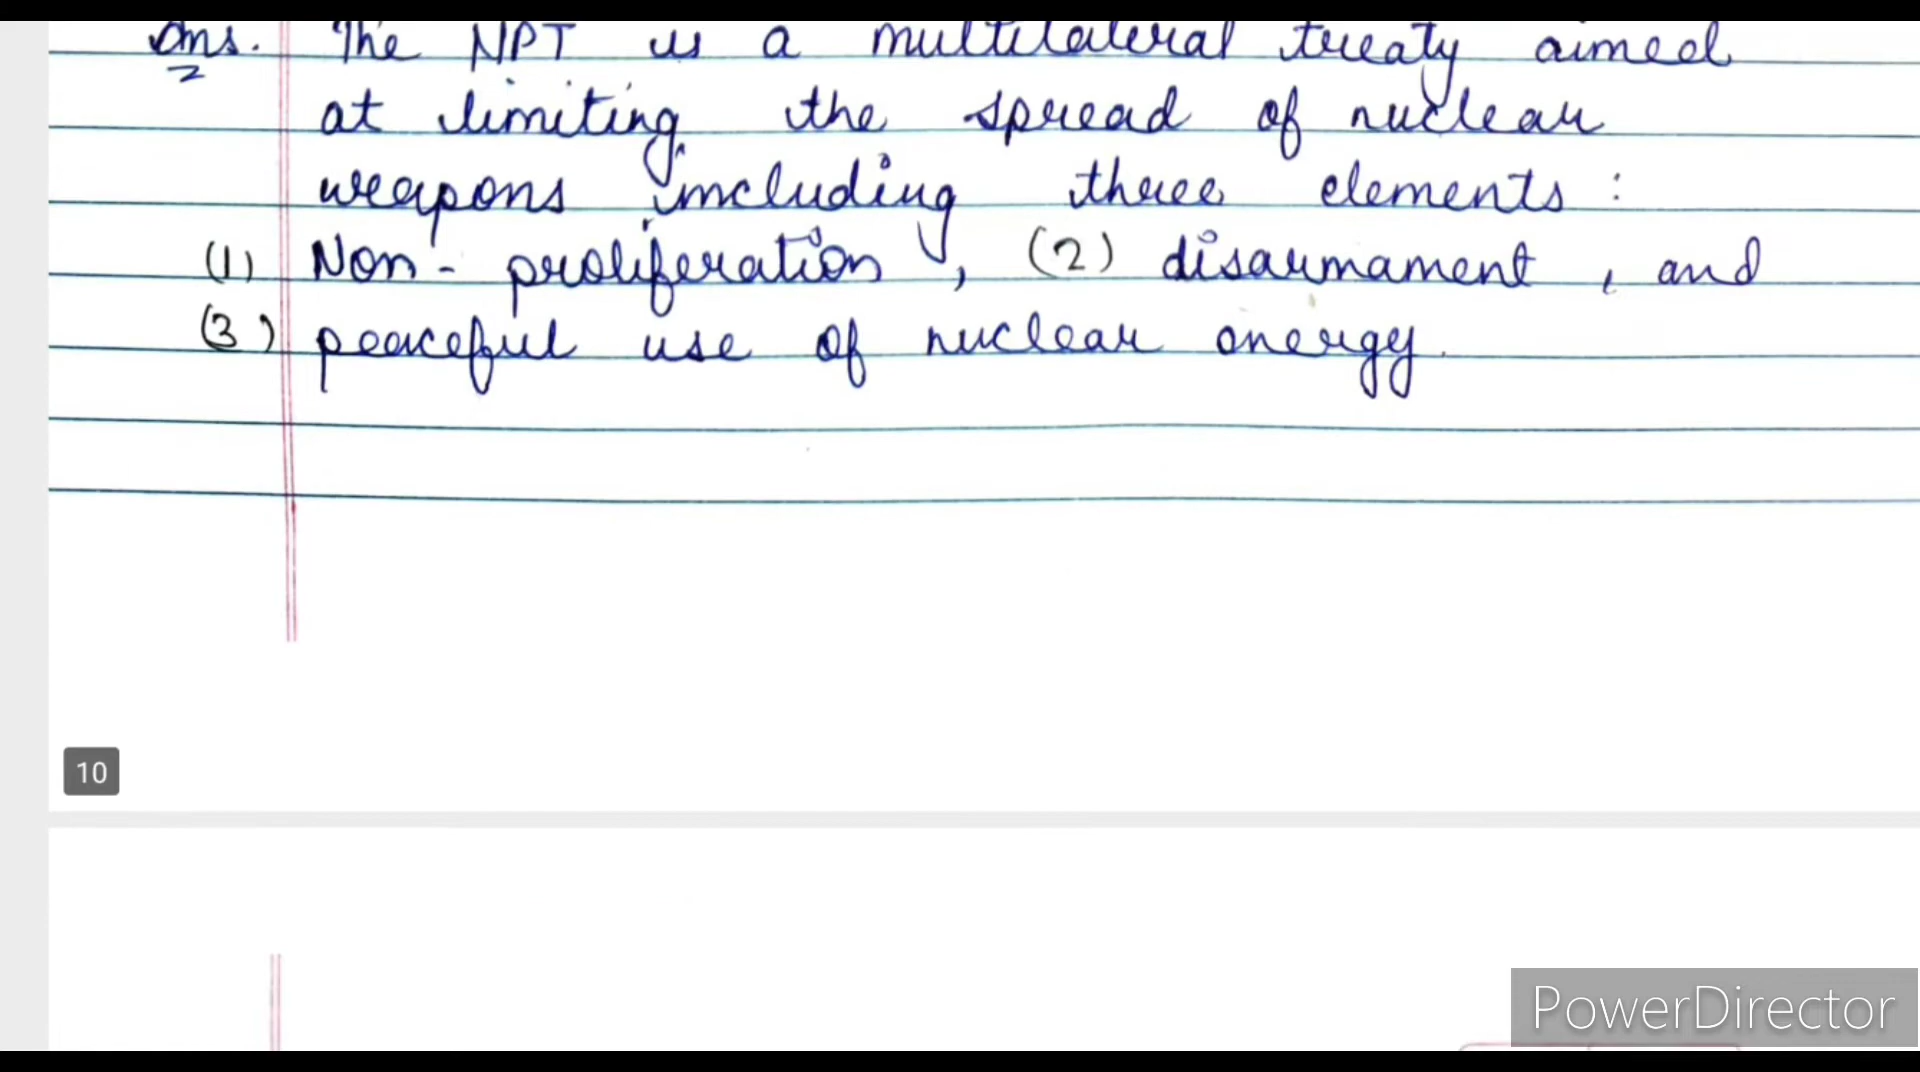 Ans. The NPT is a multilateral treaty aimed
at limiting the spread of nuclear
weapons including three elements :
(1) Non - proliferation , (2) disarmament , and
(3) peaceful use of nuclear energy.
10
PowerDirector